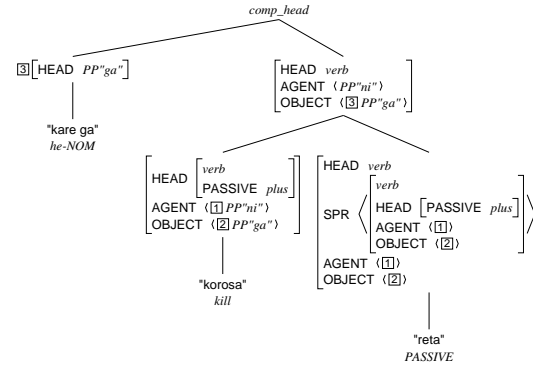 comp_head
3 [HEAD PP"ga"]
"kare ga"
he-NOM
HEAD verb
AGENT 〈PP"ni"〉
OBJECT 〈3 PP"ga"〉
HEAD [verb
PASSIVE plus]
AGENT 〈1 PP"ni"〉
OBJECT 〈2 PP"ga"〉
"korosa"
kill
HEAD verb
SPR 〈[verb
HEAD [PASSIVE plus]
AGENT 〈1〉
OBJECT 〈2〉]〉
AGENT 〈1〉
OBJECT 〈2〉
"reta"
PASSIVE